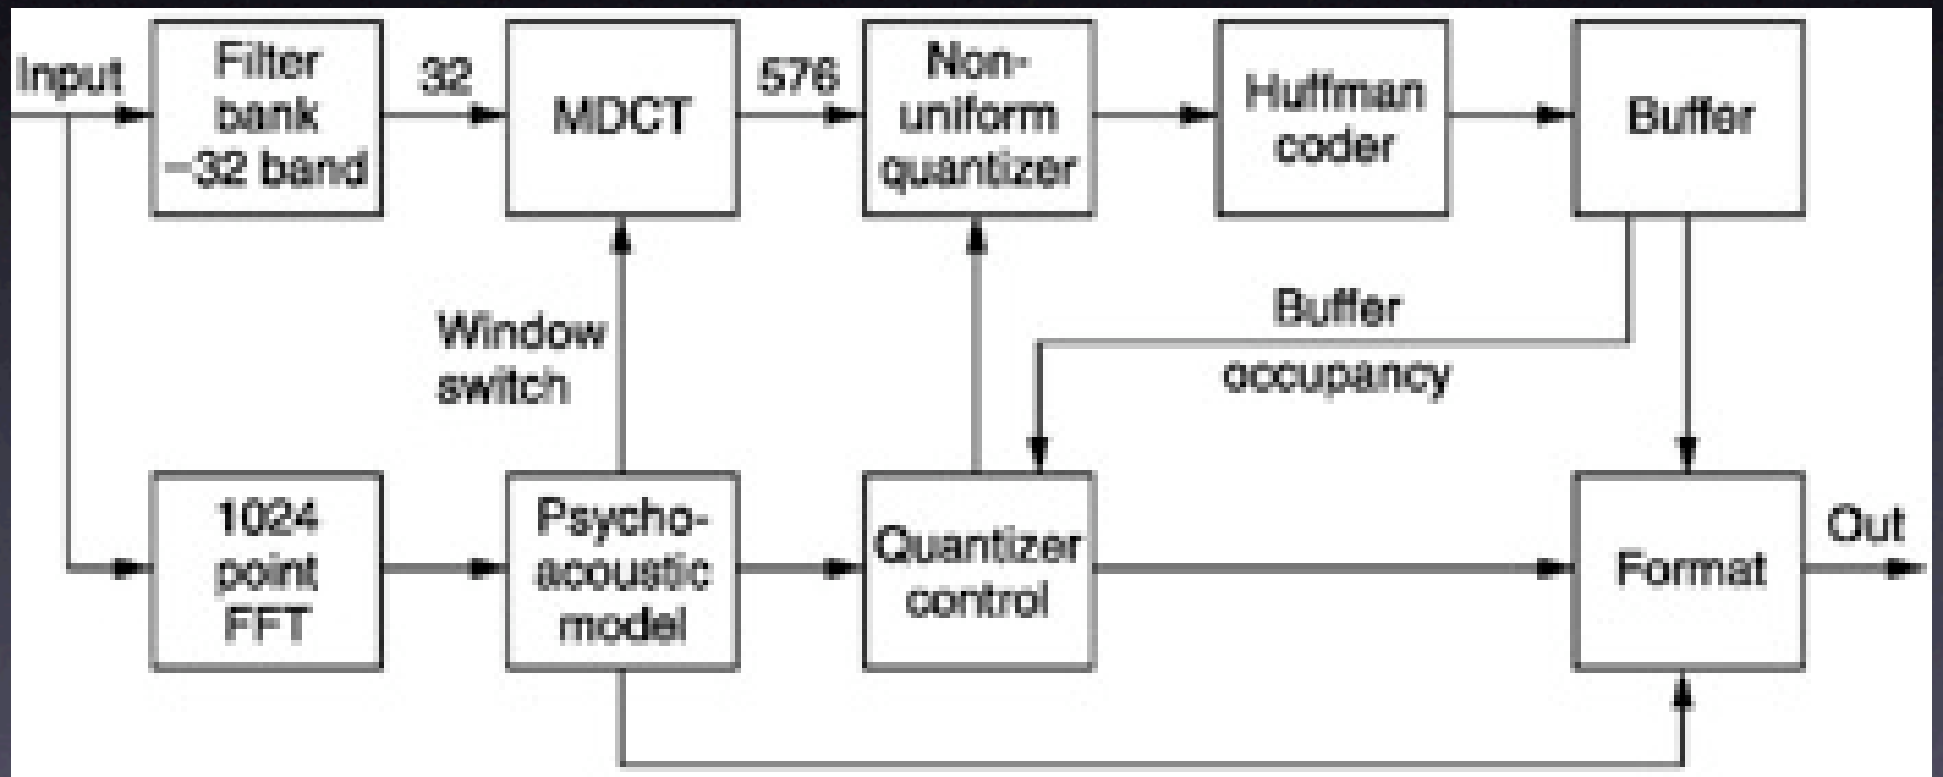 Input
Filter
bank
–32 band
32
MDCT
576
Non-
uniform
quantizer
Huffman
coder
Buffer
Window
switch
Buffer
occupancy
1024
point
FFT
Psycho-
acoustic
model
Quantizer
control
Format
Out